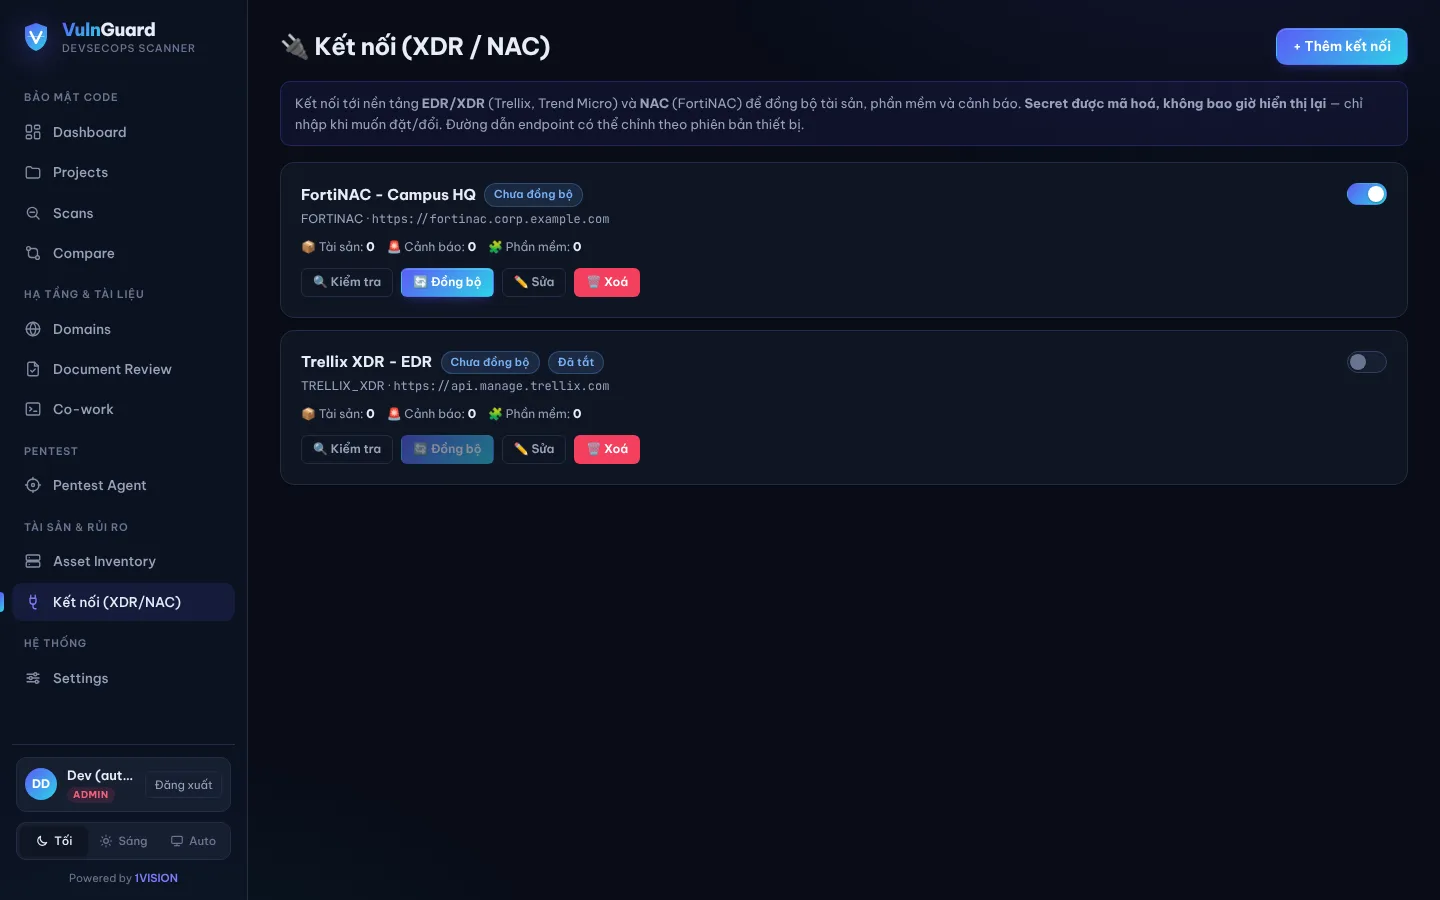 VulnGuard
DEVSECOPS SCANNER
BẢO MẬT CODE
Dashboard
Projects
Scans
Compare
HẠ TẦNG & TÀI LIỆU
Domains
Document Review
Co-work
PENTEST
Pentest Agent
TÀI SẢN & RỦI RO
Asset Inventory
Kết nối (XDR/NAC)
HỆ THỐNG
Settings
DD
Dev (aut...
ADMIN
Đăng xuất
Tối
Sáng
Auto
Powered by 1VISION
Kết nối (XDR / NAC)
+ Thêm kết nối
Kết nối tới nền tảng EDR/XDR (Trellix, Trend Micro) và NAC (FortiNAC) để đồng bộ tài sản, phần mềm và cảnh báo. Secret được mã hoá, không bao giờ hiển thị lại — chỉ
nhập khi muốn đặt/đổi. Đường dẫn endpoint có thể chỉnh theo phiên bản thiết bị.
FortiNAC - Campus HQ Chưa đồng bộ
FORTINAC · https://fortinac.corp.example.com
Tài sản: 0 Cảnh báo: 0 Phần mềm: 0
Kiểm tra Đồng bộ Sửa Xoá
Trellix XDR - EDR Chưa đồng bộ Đã tắt
TRELLIX_XDR · https://api.manage.trellix.com
Tài sản: 0 Cảnh báo: 0 Phần mềm: 0
Kiểm tra Đồng bộ Sửa Xoá